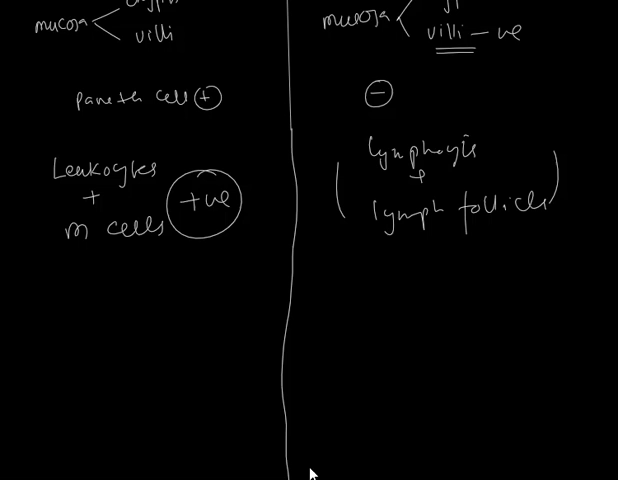 mucosa
villi
paneth cell +
Leukocytes
+
m cells +ve
mucosa
villi - ve
-
lymphocytes
+
lymph follicles